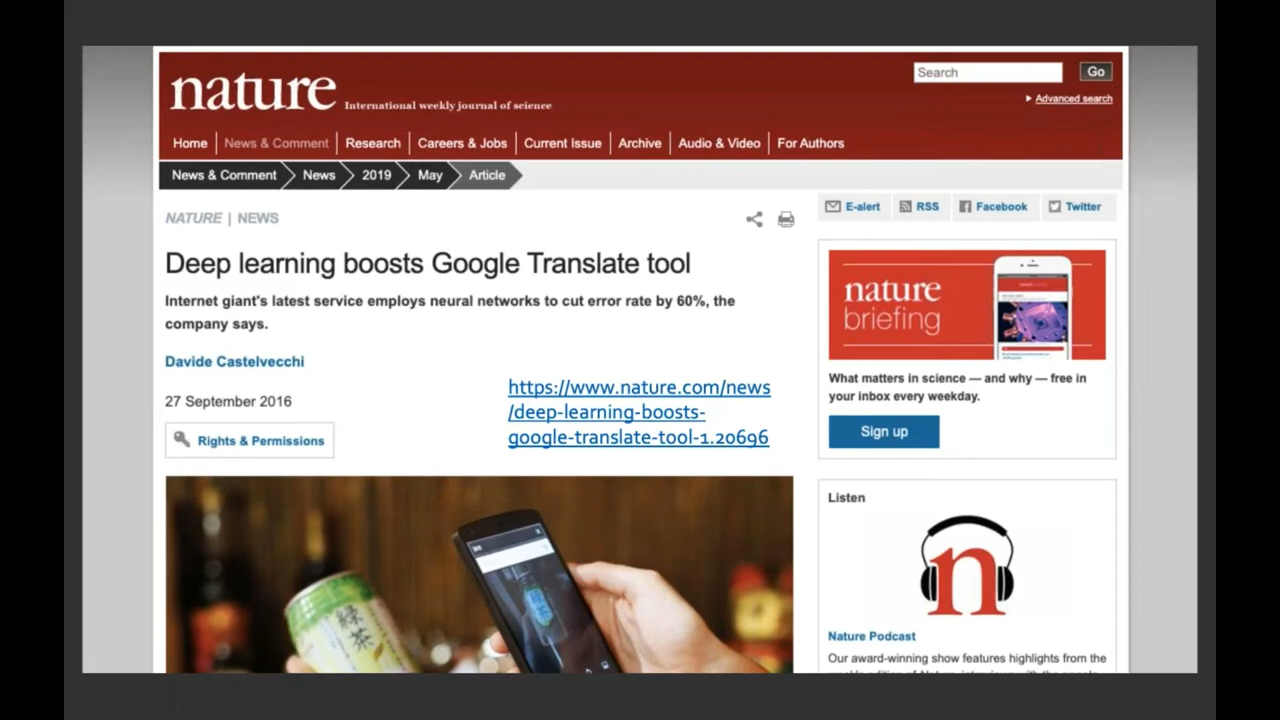 nature International weekly journal of science
Search
Go
Advanced search
Home
News & Comment
Research
Careers & Jobs
Current Issue
Archive
Audio & Video
For Authors
News & Comment
News
2019
May
Article
NATURE | NEWS
E-alert
RSS
Facebook
Twitter
Deep learning boosts Google Translate tool
Internet giant's latest service employs neural networks to cut error rate by 60%, the
company says.
Davide Castelvecchi
27 September 2016
Rights & Permissions
https://www.nature.com/news
/deep-learning-boosts-
google-translate-tool-1.20696
緑茶
nature
briefing
What matters in science — and why — free in
your inbox every weekday.
Sign up
Listen
n
Nature Podcast
Our award-winning show features highlights from the